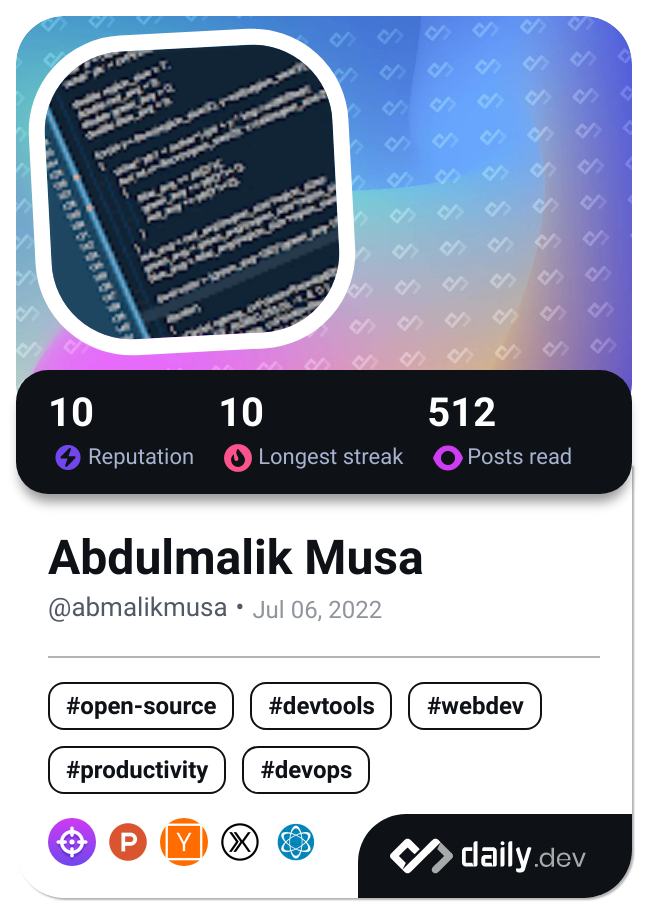 10 10 512
Reputation Longest streak Posts read
Abdulmalik Musa
@abmalikmusa • Jul 06, 2022
#open-source #devtools #webdev
#productivity #devops
P Y
daily.dev